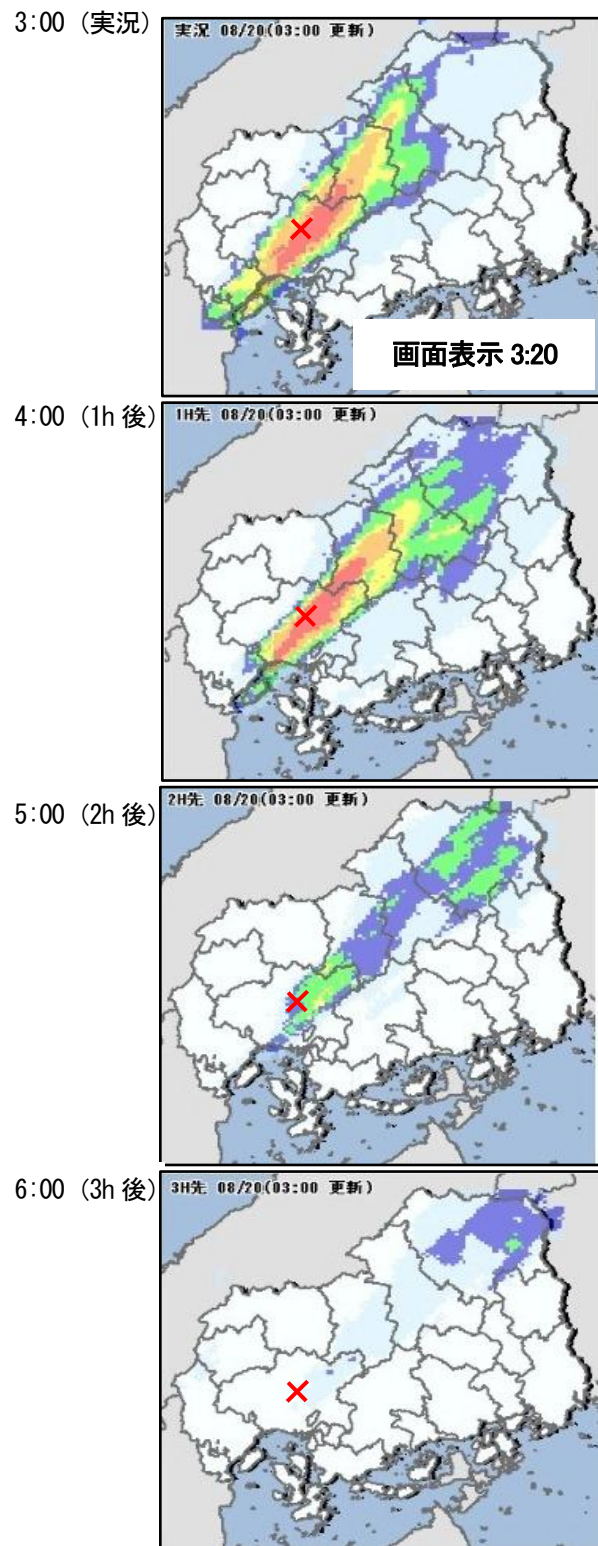 3:00 (実況)
実況 08/20(03:00 更新)
画面表示 3:20
4:00 (1h 後)
1H先 08/20(03:00 更新)
5:00 (2h 後)
2H先 08/20(03:00 更新)
6:00 (3h 後)
3H先 08/20(03:00 更新)